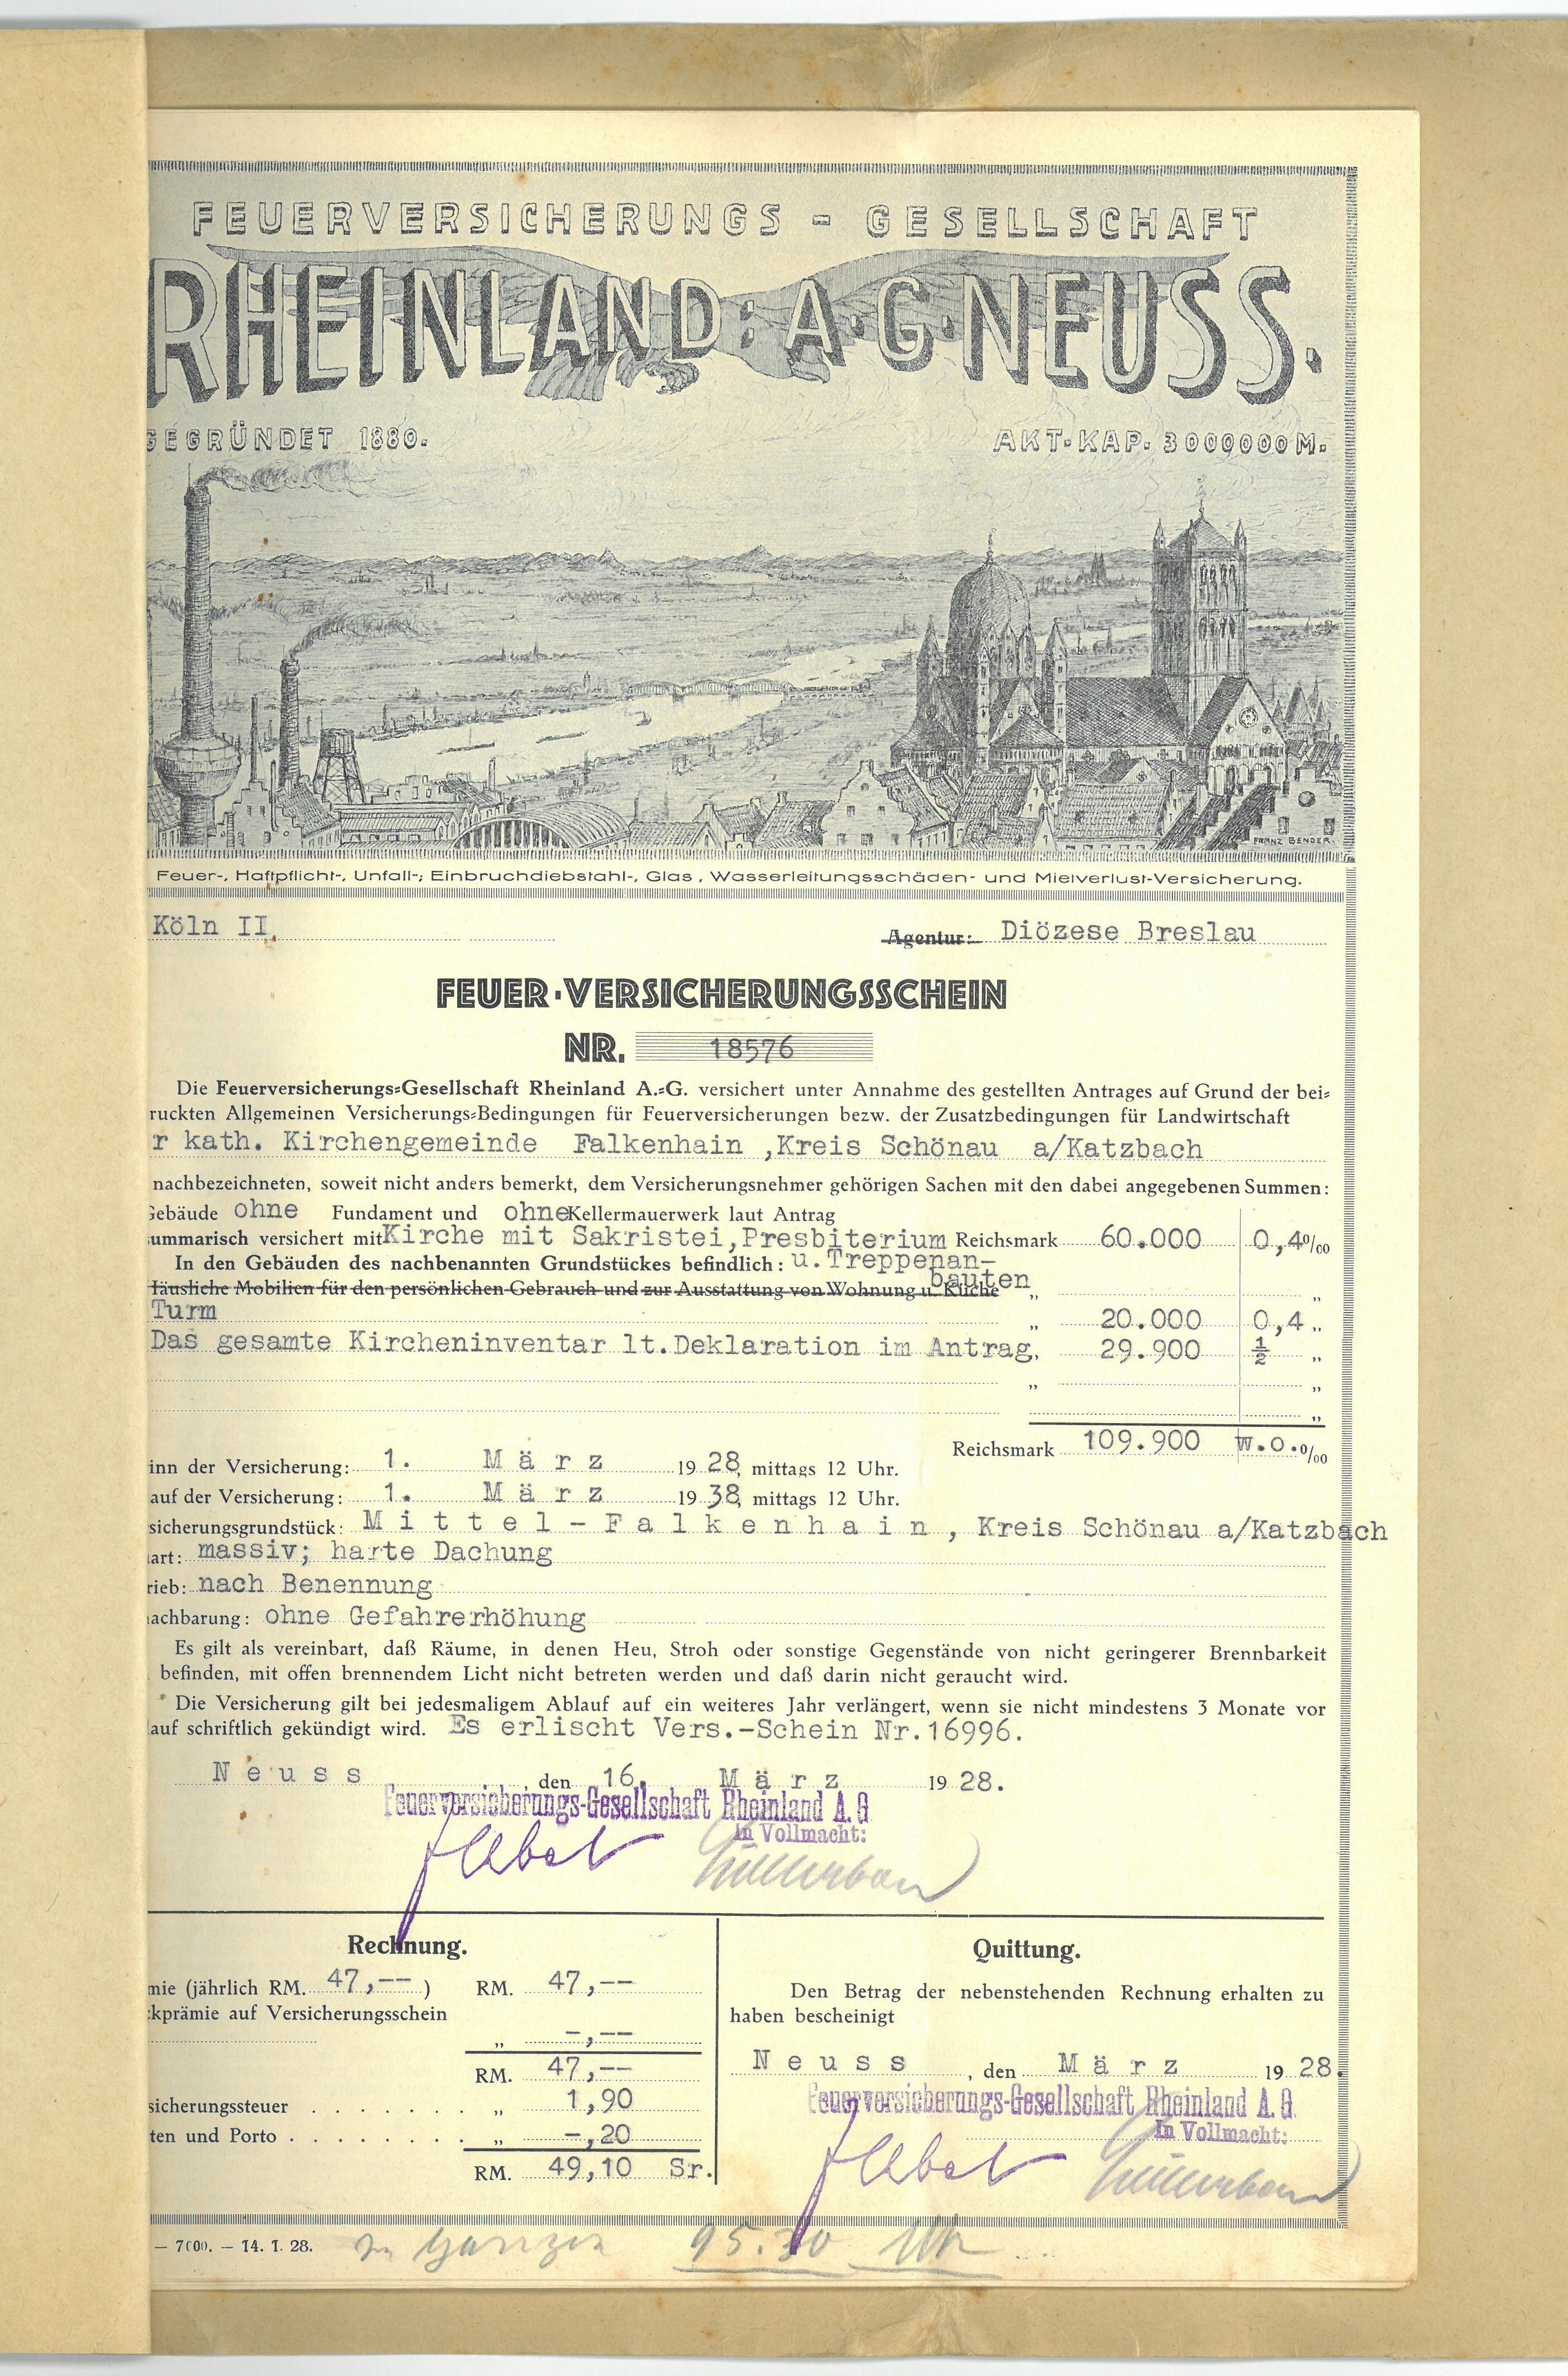 FEUERVERSICHERUNGS - GESELLSCHAFT
RHEINLAND: A.G. NEUSS.
GEGRÜNDET 1880.
AKT.KAP. 3000000 M.
FRANZ BENDER.
Feuer-, Haftpflicht-, Unfall-, Einbruchdiebstahl-, Glas, Wasserleitungsschäden- und Mietverlust-Versicherung.
Köln II.
Agentur: Diözese Breslau
FEUER-VERSICHERUNGSSCHEIN
NR. 18576
Die Feuerversicherungs=Gesellschaft Rheinland A.=G. versichert unter Annahme des gestellten Antrages auf Grund der bei=
ruckten Allgemeinen Versicherungs=Bedingungen für Feuerversicherungen bezw. der Zusatzbedingungen für Landwirtschaft
r kath. Kirchengemeinde Falkenhain ,Kreis Schönau a/Katzbach
nachbezeichneten, soweit nicht anders bemerkt, dem Versicherungsnehmer gehörigen Sachen mit den dabei angegebenen Summen:
Gebäude ohne Fundament und ohne Kellermauerwerk laut Antrag
ummarisch versichert mit Kirche mit Sakristei,Presbiterium Reichsmark 60.000 0,4 ‰
In den Gebäuden des nachbenannten Grundstückes befindlich: u.Treppenan-
bauten
häusliche Mobilien für den persönlichen Gebrauch und zur Ausstattung von Wohnung u. Küche „ „
Turm „ 20.000 0,4 „
Das gesamte Kircheninventar lt.Deklaration im Antrag. 29.900 ½ „
„ „
„
Reichsmark 109.900 w.o. ‰
inn der Versicherung: 1. März 1928, mittags 12 Uhr.
auf der Versicherung: 1. März 1938, mittags 12 Uhr.
sicherungsgrundstück: Mittel-Falkenhain, Kreis Schönau a/Katzbach
art: massiv; harte Dachung
rieb: nach Benennung
achbarung: ohne Gefahrerhöhung
Es gilt als vereinbart, daß Räume, in denen Heu, Stroh oder sonstige Gegenstände von nicht geringerer Brennbarkeit
befinden, mit offen brennendem Licht nicht betreten werden und daß darin nicht geraucht wird.
Die Versicherung gilt bei jedesmaligem Ablauf auf ein weiteres Jahr verlängert, wenn sie nicht mindestens 3 Monate vor
auf schriftlich gekündigt wird. Es erlischt Vers.-Schein Nr.16996.
Neuss, den 16. März 1928.
Feuerversicherungs-Gesellschaft Rheinland A.G
In Vollmacht:
Rechnung.
mie (jährlich RM. 47,-- ) RM. 47,--
kprämie auf Versicherungsschein
„ -,--
RM. 47,--
sicherungssteuer . . . . . . . „ 1,90
ten und Porto . . . . . . . . „ -,20
RM. 49,10 Sr.
Quittung.
Den Betrag der nebenstehenden Rechnung erhalten zu
haben bescheinigt
Neuss, den März 1928.
Feuerversicherungs-Gesellschaft Rheinland A.G
In Vollmacht:
— 7000. — 14. 1. 28.
im Ganzen 95.30 Mk